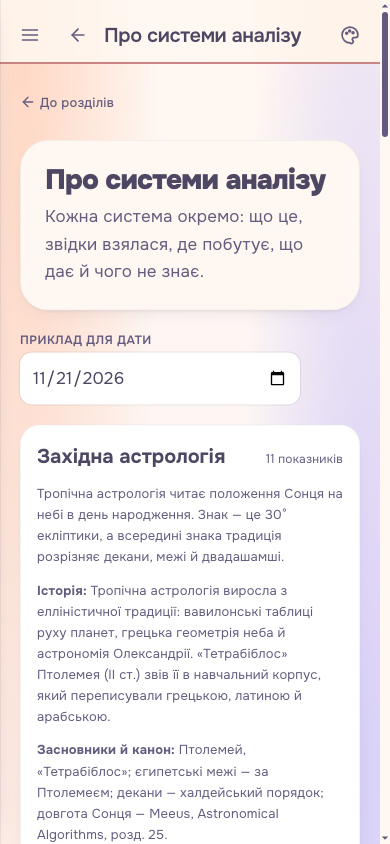 Про системи аналізу
← До розділів
Про системи аналізу
Кожна система окремо: що це,
звідки взялася, де побутує, що
дає й чого не знає.
ПРИКЛАД ДЛЯ ДАТИ
11/21/2026
Західна астрологія
11 показників
Тропічна астрологія читає положення Сонця на
небі в день народження. Знак — це 30°
екліптики, а всередині знака традиція
розрізняє декани, межі й двадашамші.
Історія: Тропічна астрологія виросла з
елліністичної традиції: вавилонські таблиці
руху планет, грецька геометрія неба й
астрономія Олександрії. «Тетрабіблос»
Птолемея (II ст.) звів її в навчальний корпус,
який переписували грецькою, латиною й
арабською.
Засновники й канон: Птолемей,
«Тетрабіблос»; єгипетські межі — за
Птолемеєм; декани — халдейський порядок;
довгота Сонця — Meeus, Astronomical
Algorithms, розд. 25.